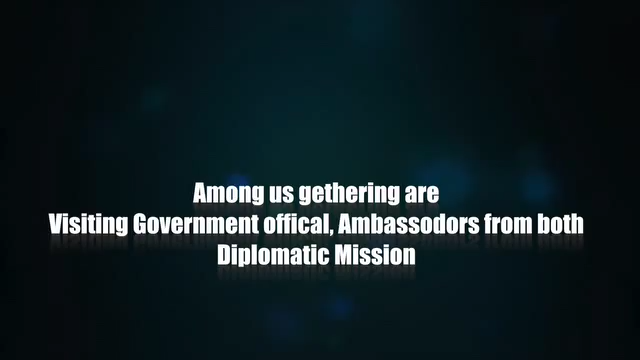 Among us gethering are
Visiting Government offical, Ambassodors from both
Diplomatic Mission